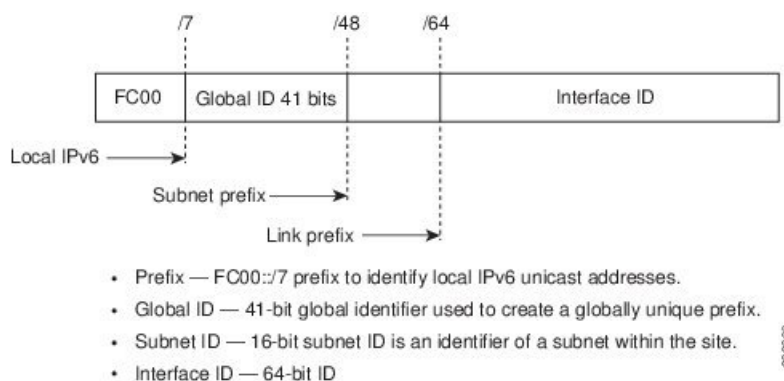 /7 /48 /64
FC00 Global ID 41 bits Interface ID
Local IPv6
Subnet prefix
Link prefix
• Prefix — FC00::/7 prefix to identify local IPv6 unicast addresses.
• Global ID — 41-bit global identifier used to create a globally unique prefix.
• Subnet ID — 16-bit subnet ID is an identifier of a subnet within the site.
• Interface ID — 64-bit ID